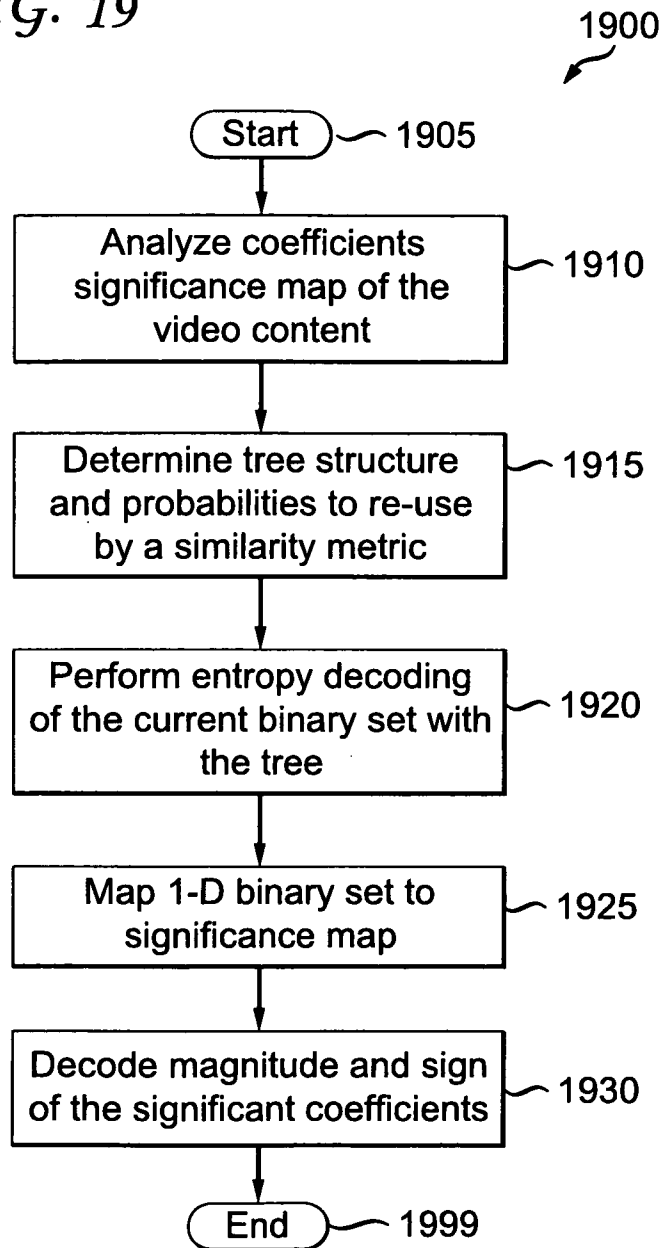 G. 19
1900
Start
1905
Analyze coefficients
significance map of the
video content
1910
Determine tree structure
and probabilities to re-use
by a similarity metric
1915
Perform entropy decoding
of the current binary set with
the tree
1920
Map 1-D binary set to
significance map
1925
Decode magnitude and sign
of the significant coefficients
1930
End
1999